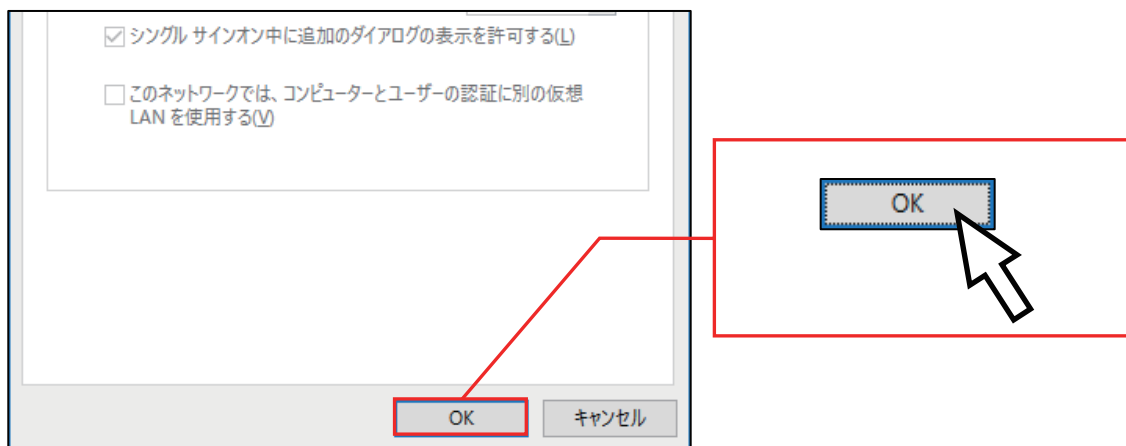 シングル サインオン中に追加のダイアログの表示を許可する(L)
このネットワークでは、コンピューターとユーザーの認証に別の仮想
LAN を使用する(V)
OK
OK
キャンセル